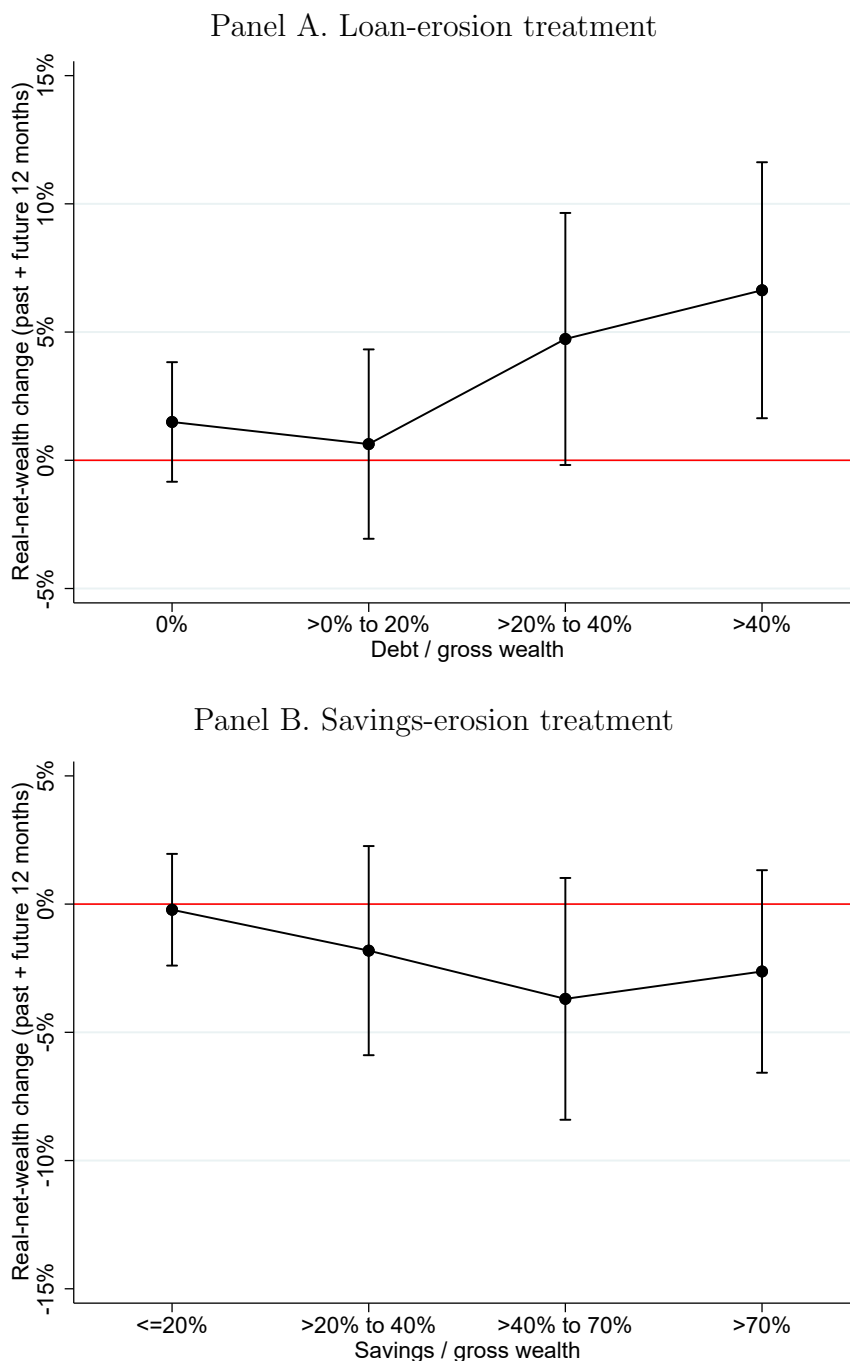 Panel A. Loan-erosion treatment
Real-net-wealth change (past + future 12 months)
15%
10%
5%
0%
-5%
0%
>0% to 20%
>20% to 40%
>40%
Debt / gross wealth
Panel B. Savings-erosion treatment
Real-net-wealth change (past + future 12 months)
5%
0%
-5%
-10%
-15%
<=20%
>20% to 40%
>40% to 70%
>70%
Savings / gross wealth